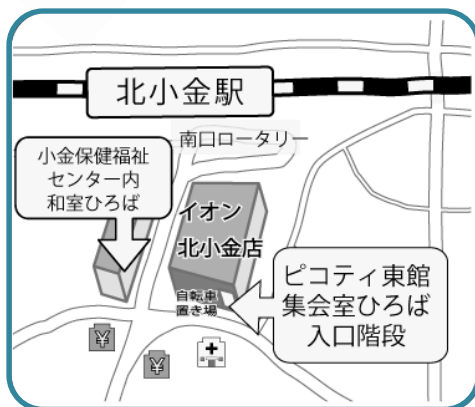 北小金駅
南口ロータリー
小金保健福祉
センター内
和室ひろば
イオン
北小金店
自転車
置き場
ピコティ東館
集会室ひろば
入口階段
¥
¥